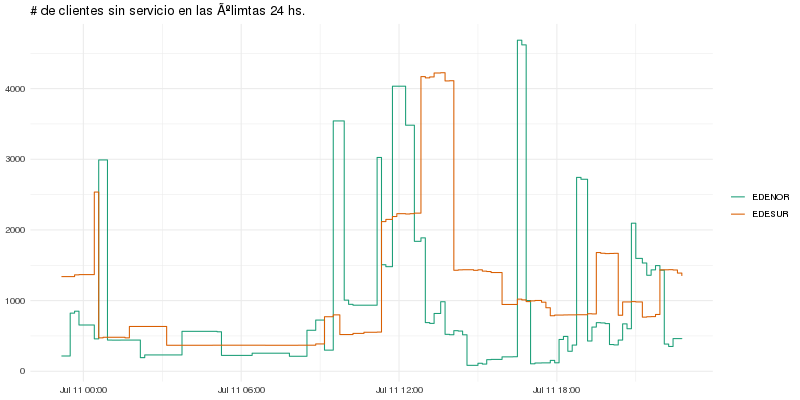 # de clientes sin servicio en las Ãºlimtas 24 hs.
4000
3000
2000
1000
0
Jul 11 00:00
Jul 11 06:00
Jul 11 12:00
Jul 11 18:00
EDENOR
EDESUR